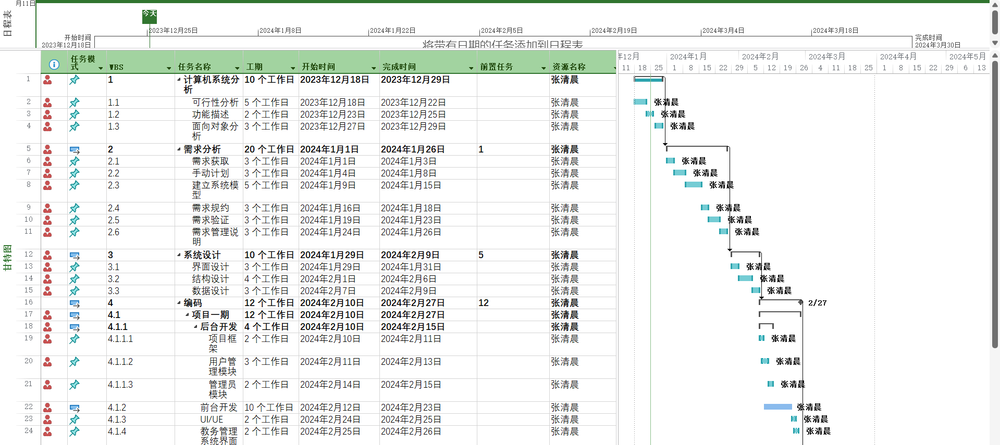 月11日
日程表
今天
2023年12月25日 2024年1月8日 2024年1月22日 2024年2月5日 2024年2月19日 2024年3月4日 2024年3月18日
开始时间
2023年12月18日
将带有日期的任务添加到日程表
完成时间
2024年3月30日
甘特图
任务模式 WBS 任务名称 工期 开始时间 完成时间 前置任务 资源名称
年12月 2024年1月 2024年2月 2024年3月 2024年4月 2024年5月
11 18 25 1 8 15 22 29 5 12 19 26 4 11 18 25 1 8 15 22 29 6 13
1 1 计算机系统分析 10 个工作日 2023年12月18日 2023年12月29日 张清晨
2 1.1 可行性分析 5 个工作日 2023年12月18日 2023年12月22日 张清晨 张清晨
3 1.2 功能描述 2 个工作日 2023年12月23日 2023年12月25日 张清晨 张清晨
4 1.3 面向对象分析 3 个工作日 2023年12月27日 2023年12月29日 张清晨 张清晨
5 2 需求分析 20 个工作日 2024年1月1日 2024年1月26日 1 张清晨
6 2.1 需求获取 3 个工作日 2024年1月1日 2024年1月3日 张清晨 张清晨
7 2.2 手动计划 3 个工作日 2024年1月4日 2024年1月8日 张清晨 张清晨
8 2.3 建立系统模型 5 个工作日 2024年1月9日 2024年1月15日 张清晨 张清晨
9 2.4 需求规约 3 个工作日 2024年1月16日 2024年1月18日 张清晨 张清晨
10 2.5 需求验证 3 个工作日 2024年1月19日 2024年1月23日 张清晨 张清晨
11 2.6 需求管理说明 3 个工作日 2024年1月24日 2024年1月26日 张清晨 张清晨
12 3 系统设计 10 个工作日 2024年1月29日 2024年2月9日 5 张清晨
13 3.1 界面设计 3 个工作日 2024年1月29日 2024年1月31日 张清晨 张清晨
14 3.2 结构设计 4 个工作日 2024年2月1日 2024年2月6日 张清晨 张清晨
15 3.3 数据设计 3 个工作日 2024年2月7日 2024年2月9日 张清晨 张清晨
16 4 编码 12 个工作日 2024年2月10日 2024年2月27日 12 张清晨 2/27
17 4.1 项目一期 12 个工作日 2024年2月10日 2024年2月27日 张清晨
18 4.1.1 后台开发 4 个工作日 2024年2月10日 2024年2月15日 张清晨
19 4.1.1.1 项目框架 2 个工作日 2024年2月10日 2024年2月11日 张清晨 张清晨
20 4.1.1.2 用户管理模块 3 个工作日 2024年2月11日 2024年2月13日 张清晨 张清晨
21 4.1.1.3 管理员模块 2 个工作日 2024年2月14日 2024年2月15日 张清晨 张清晨
22 4.1.2 前台开发 10 个工作日 2024年2月12日 2024年2月23日 张清晨 张清晨
23 4.1.3 UI/UE 2 个工作日 2024年2月24日 2024年2月25日 张清晨 张清晨
24 4.1.4 教务管理系统界面 2 个工作日 2024年2月25日 2024年2月26日 张清晨 张清晨